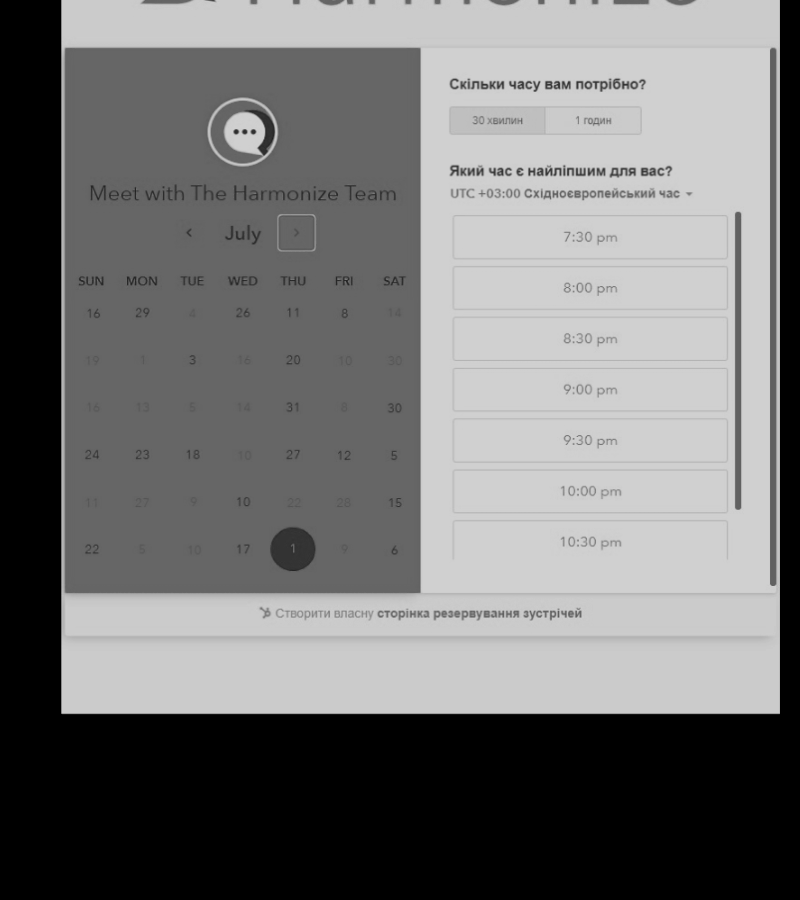 Meet with The Harmonize Team
‹ July ›
SUN MON TUE WED THU FRI SAT
16 29 4 26 11 8 14
19 1 3 16 20 10 30
16 13 5 14 31 8 30
24 23 18 10 27 12 5
11 27 9 10 22 28 15
22 5 10 17 1 9 6
Скільки часу вам потрібно?
30 хвилин 1 годин
Який час є найліпшим для вас?
UTC +03:00 Східноєвропейський час
7:30 pm
8:00 pm
8:30 pm
9:00 pm
9:30 pm
10:00 pm
10:30 pm
Створити власну сторінка резервування зустрічей